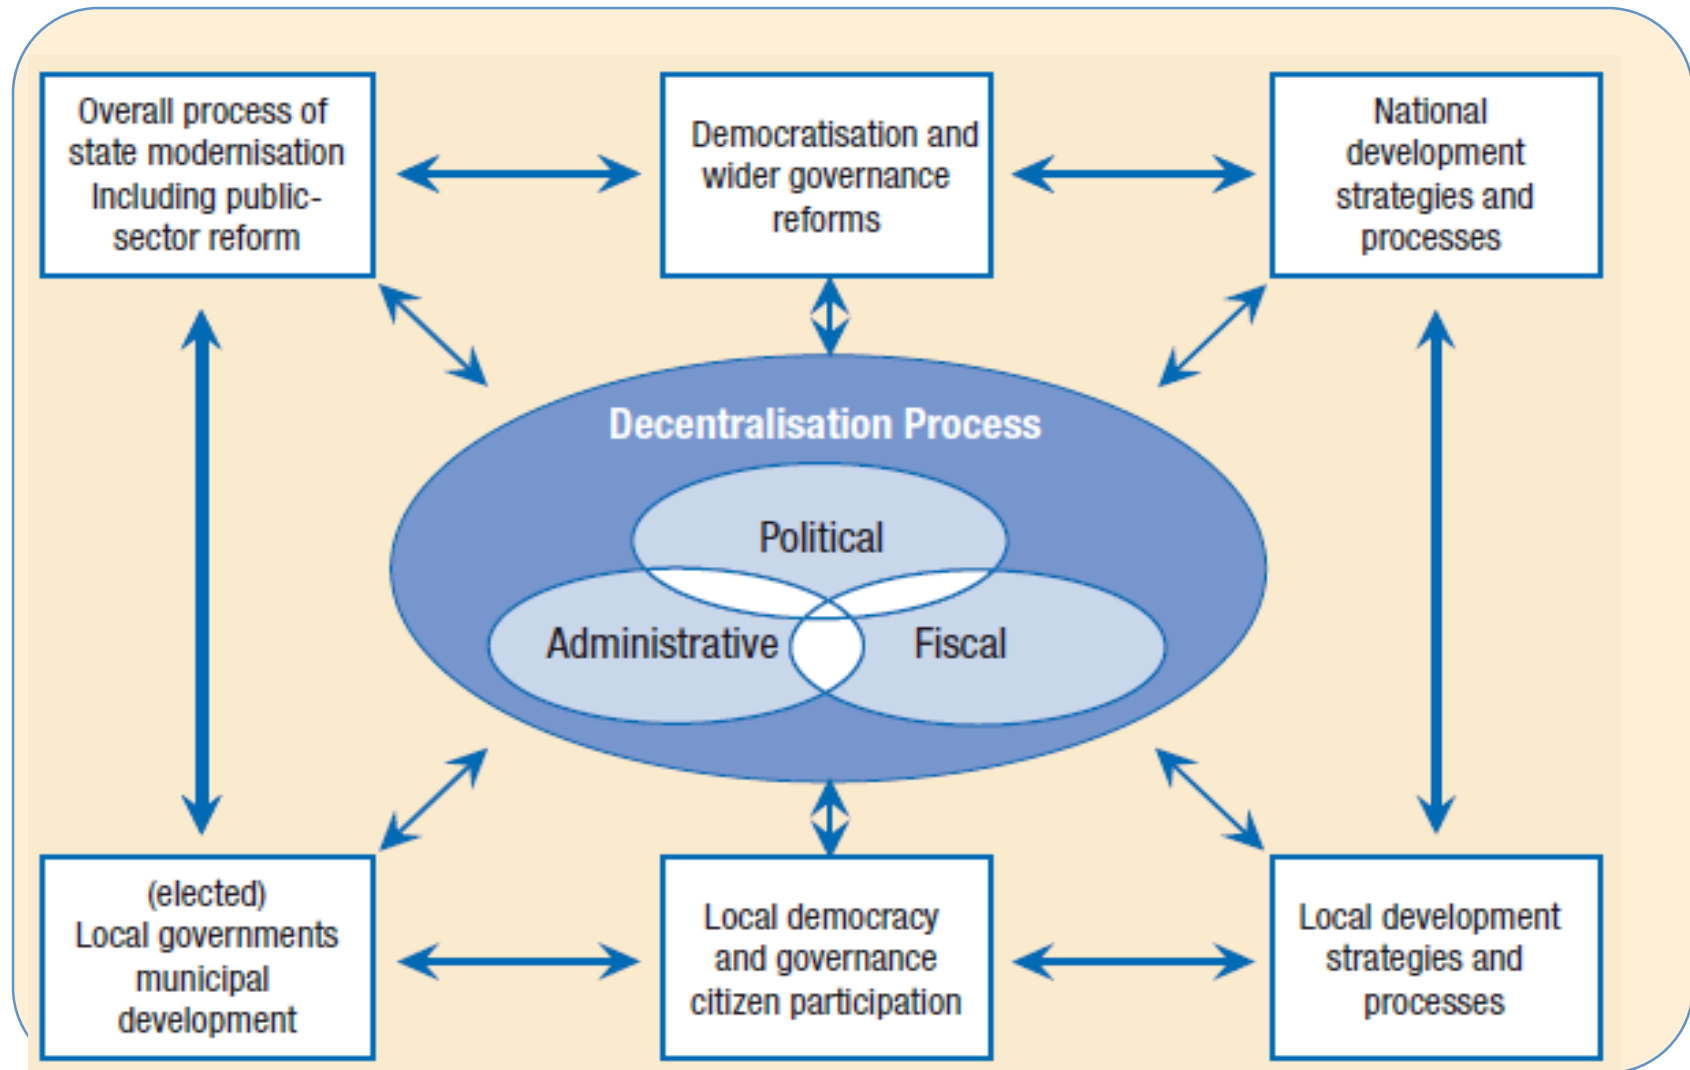 Overall process of
state modernisation
Including public-
sector reform
Democratisation and
wider governance
reforms
National
development
strategies and
processes
Decentralisation Process
Political
Administrative
Fiscal
(elected)
Local governments
municipal
development
Local democracy
and governance
citizen participation
Local development
strategies and
processes